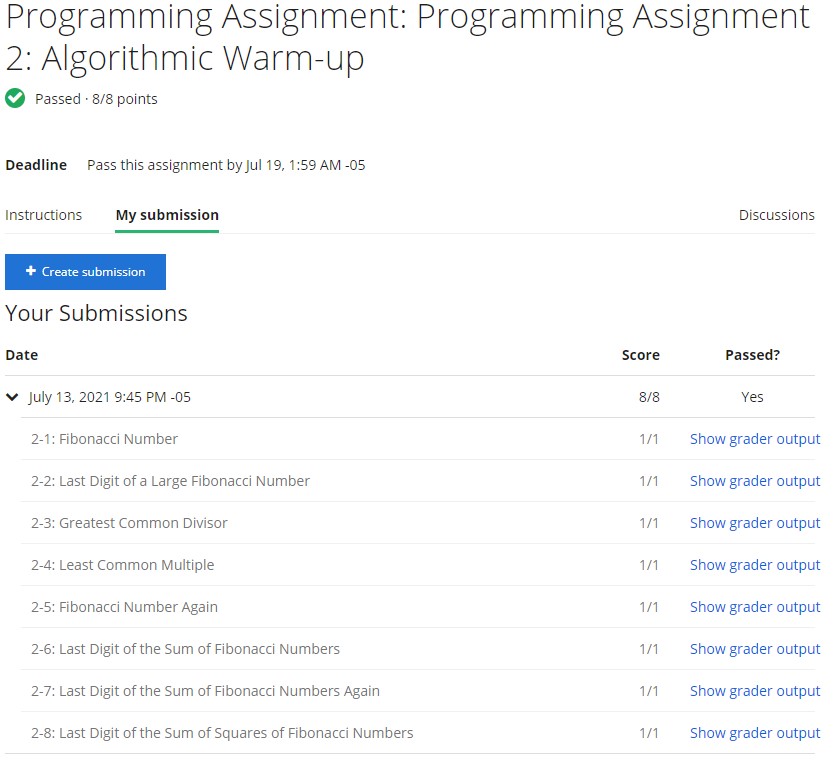 Programming Assignment: Programming Assignment
2: Algorithmic Warm-up
Passed · 8/8 points
Deadline Pass this assignment by Jul 19, 1:59 AM -05
Instructions My submission Discussions
+ Create submission
Your Submissions
Date Score Passed?
July 13, 2021 9:45 PM -05 8/8 Yes
2-1: Fibonacci Number 1/1 Show grader output
2-2: Last Digit of a Large Fibonacci Number 1/1 Show grader output
2-3: Greatest Common Divisor 1/1 Show grader output
2-4: Least Common Multiple 1/1 Show grader output
2-5: Fibonacci Number Again 1/1 Show grader output
2-6: Last Digit of the Sum of Fibonacci Numbers 1/1 Show grader output
2-7: Last Digit of the Sum of Fibonacci Numbers Again 1/1 Show grader output
2-8: Last Digit of the Sum of Squares of Fibonacci Numbers 1/1 Show grader output